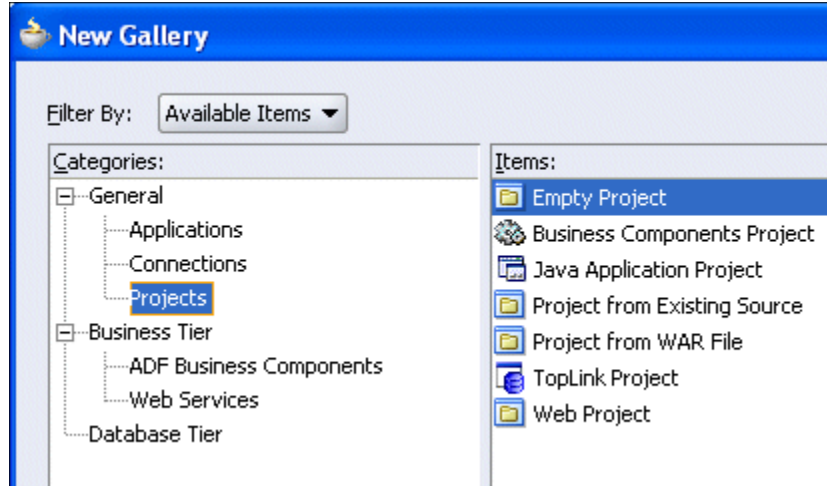 New Gallery
Filter By: Available Items
Categories:
General
Applications
Connections
Projects
Business Tier
ADF Business Components
Web Services
Database Tier
Items:
Empty Project
Business Components Project
Java Application Project
Project from Existing Source
Project from WAR File
TopLink Project
Web Project